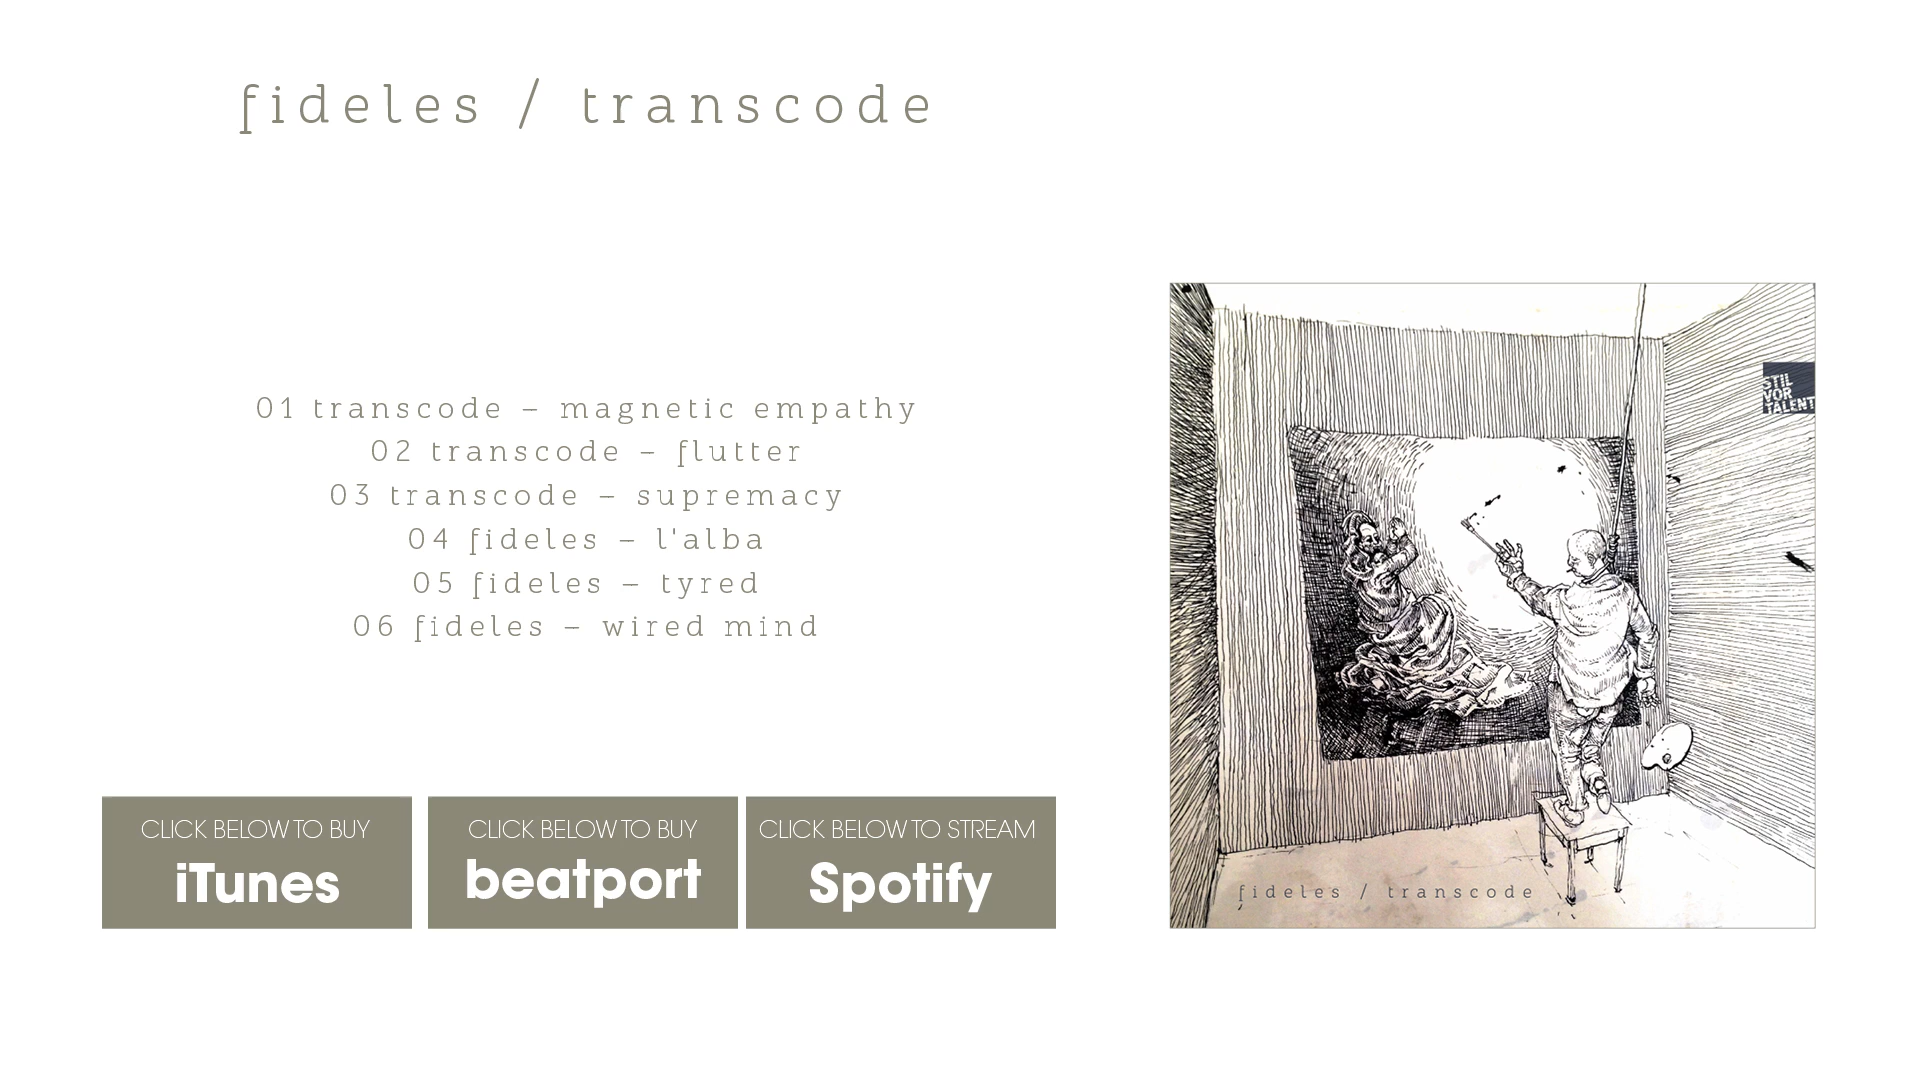 fideles / transcode
01 transcode – magnetic empathy
02 transcode – flutter
03 transcode – supremacy
04 fideles – l'alba
05 fideles – tyred
06 fideles – wired mind
CLICK BELOW TO BUY
iTunes
CLICK BELOW TO BUY
beatport
CLICK BELOW TO STREAM
Spotify
STIL
VOR
TALENT
fideles / transcode